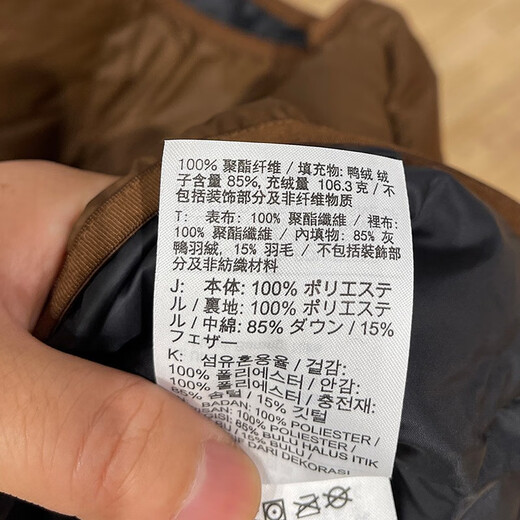 100% 聚酯纤维 / 填充物: 鸭绒 绒
子含量 85%, 充绒量 106.3 克 / 不
包括装饰部分及非纤维物质
T: 表布: 100% 聚酯纖維 / 裡布:
100% 聚酯纖維 / 內填物: 85% 灰
鴨羽絨, 15% 羽毛 / 不包括裝飾部
分及非紡織材料
J: 本体: 100% ポリエステ
ル / 裏地: 100% ポリエステ
ル / 中綿: 85% ダウン / 15%
フェザー
K: 섬유혼용율 / 겉감:
100% 폴리에스터 / 안감:
100% 폴리에스터 / 충전재:
85% 솜털 / 15% 깃털
BADAN: 100% POLIESTER /
100% POLIESTER /
85% BULU HALUS ITIK
15% BULU
DARI DEKORASI